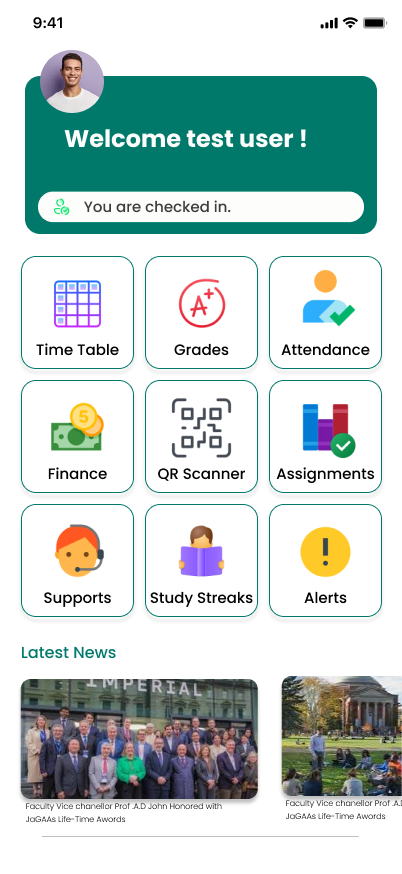 9:41
Welcome test user !
You are checked in.
Time Table
Grades
A+
Attendance
Finance
5
QR Scanner
Assignments
Supports
Study Streaks
Alerts
Latest News
IMPERIAL
Faculty Vice chanellor Prof .A.D John Honored with
JaGAAs Life-Time Awords
Faculty Vice chanellor Prof .A.
JaGAAs Life-Time Awords